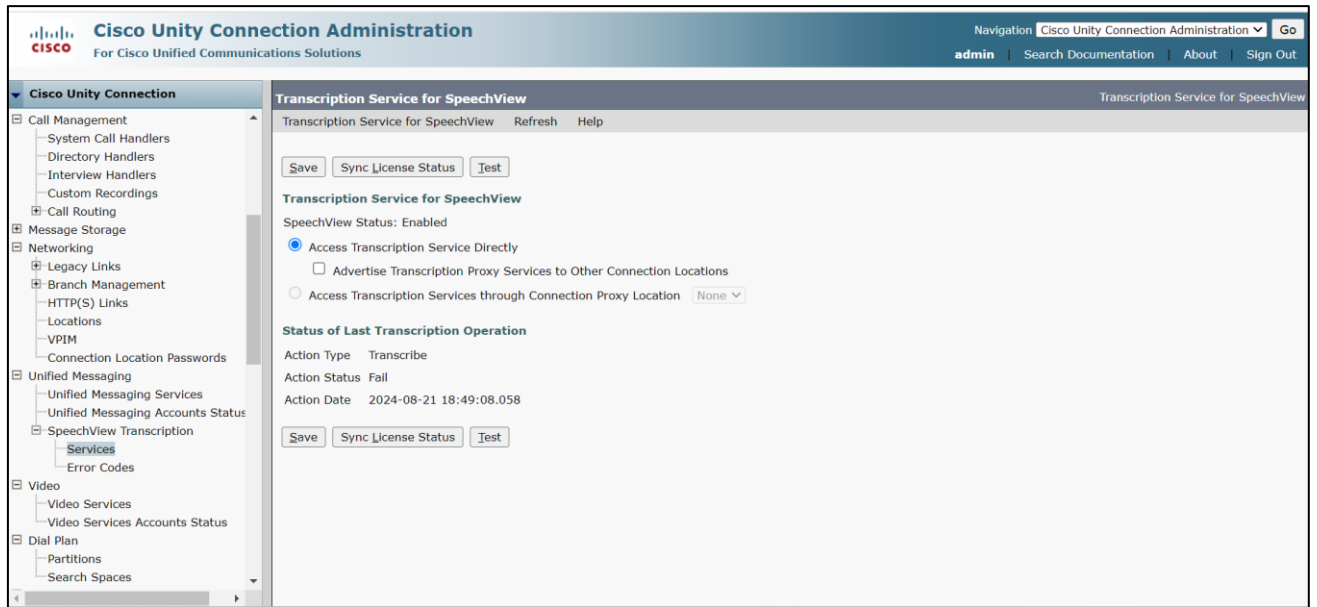 Cisco Unity Connection Administration
For Cisco Unified Communications Solutions
Navigation Cisco Unity Connection Administration Go
admin | Search Documentation | About | Sign Out
CISCO
Cisco Unity Connection
Call Management
System Call Handlers
Directory Handlers
Interview Handlers
Custom Recordings
Call Routing
Message Storage
Networking
Legacy Links
Branch Management
HTTP(S) Links
Locations
VPIM
Connection Location Passwords
Unified Messaging
Unified Messaging Services
Unified Messaging Accounts Status
SpeechView Transcription
Services
Error Codes
Video
Video Services
Video Services Accounts Status
Dial Plan
Partitions
Search Spaces
Transcription Service for SpeechView
Transcription Service for SpeechView
Transcription Service for SpeechView Refresh Help
Save Sync License Status Test
Transcription Service for SpeechView
SpeechView Status: Enabled
Access Transcription Service Directly
Advertise Transcription Proxy Services to Other Connection Locations
Access Transcription Services through Connection Proxy Location None
Status of Last Transcription Operation
Action Type Transcribe
Action Status Fail
Action Date 2024-08-21 18:49:08.058
Save Sync License Status Test